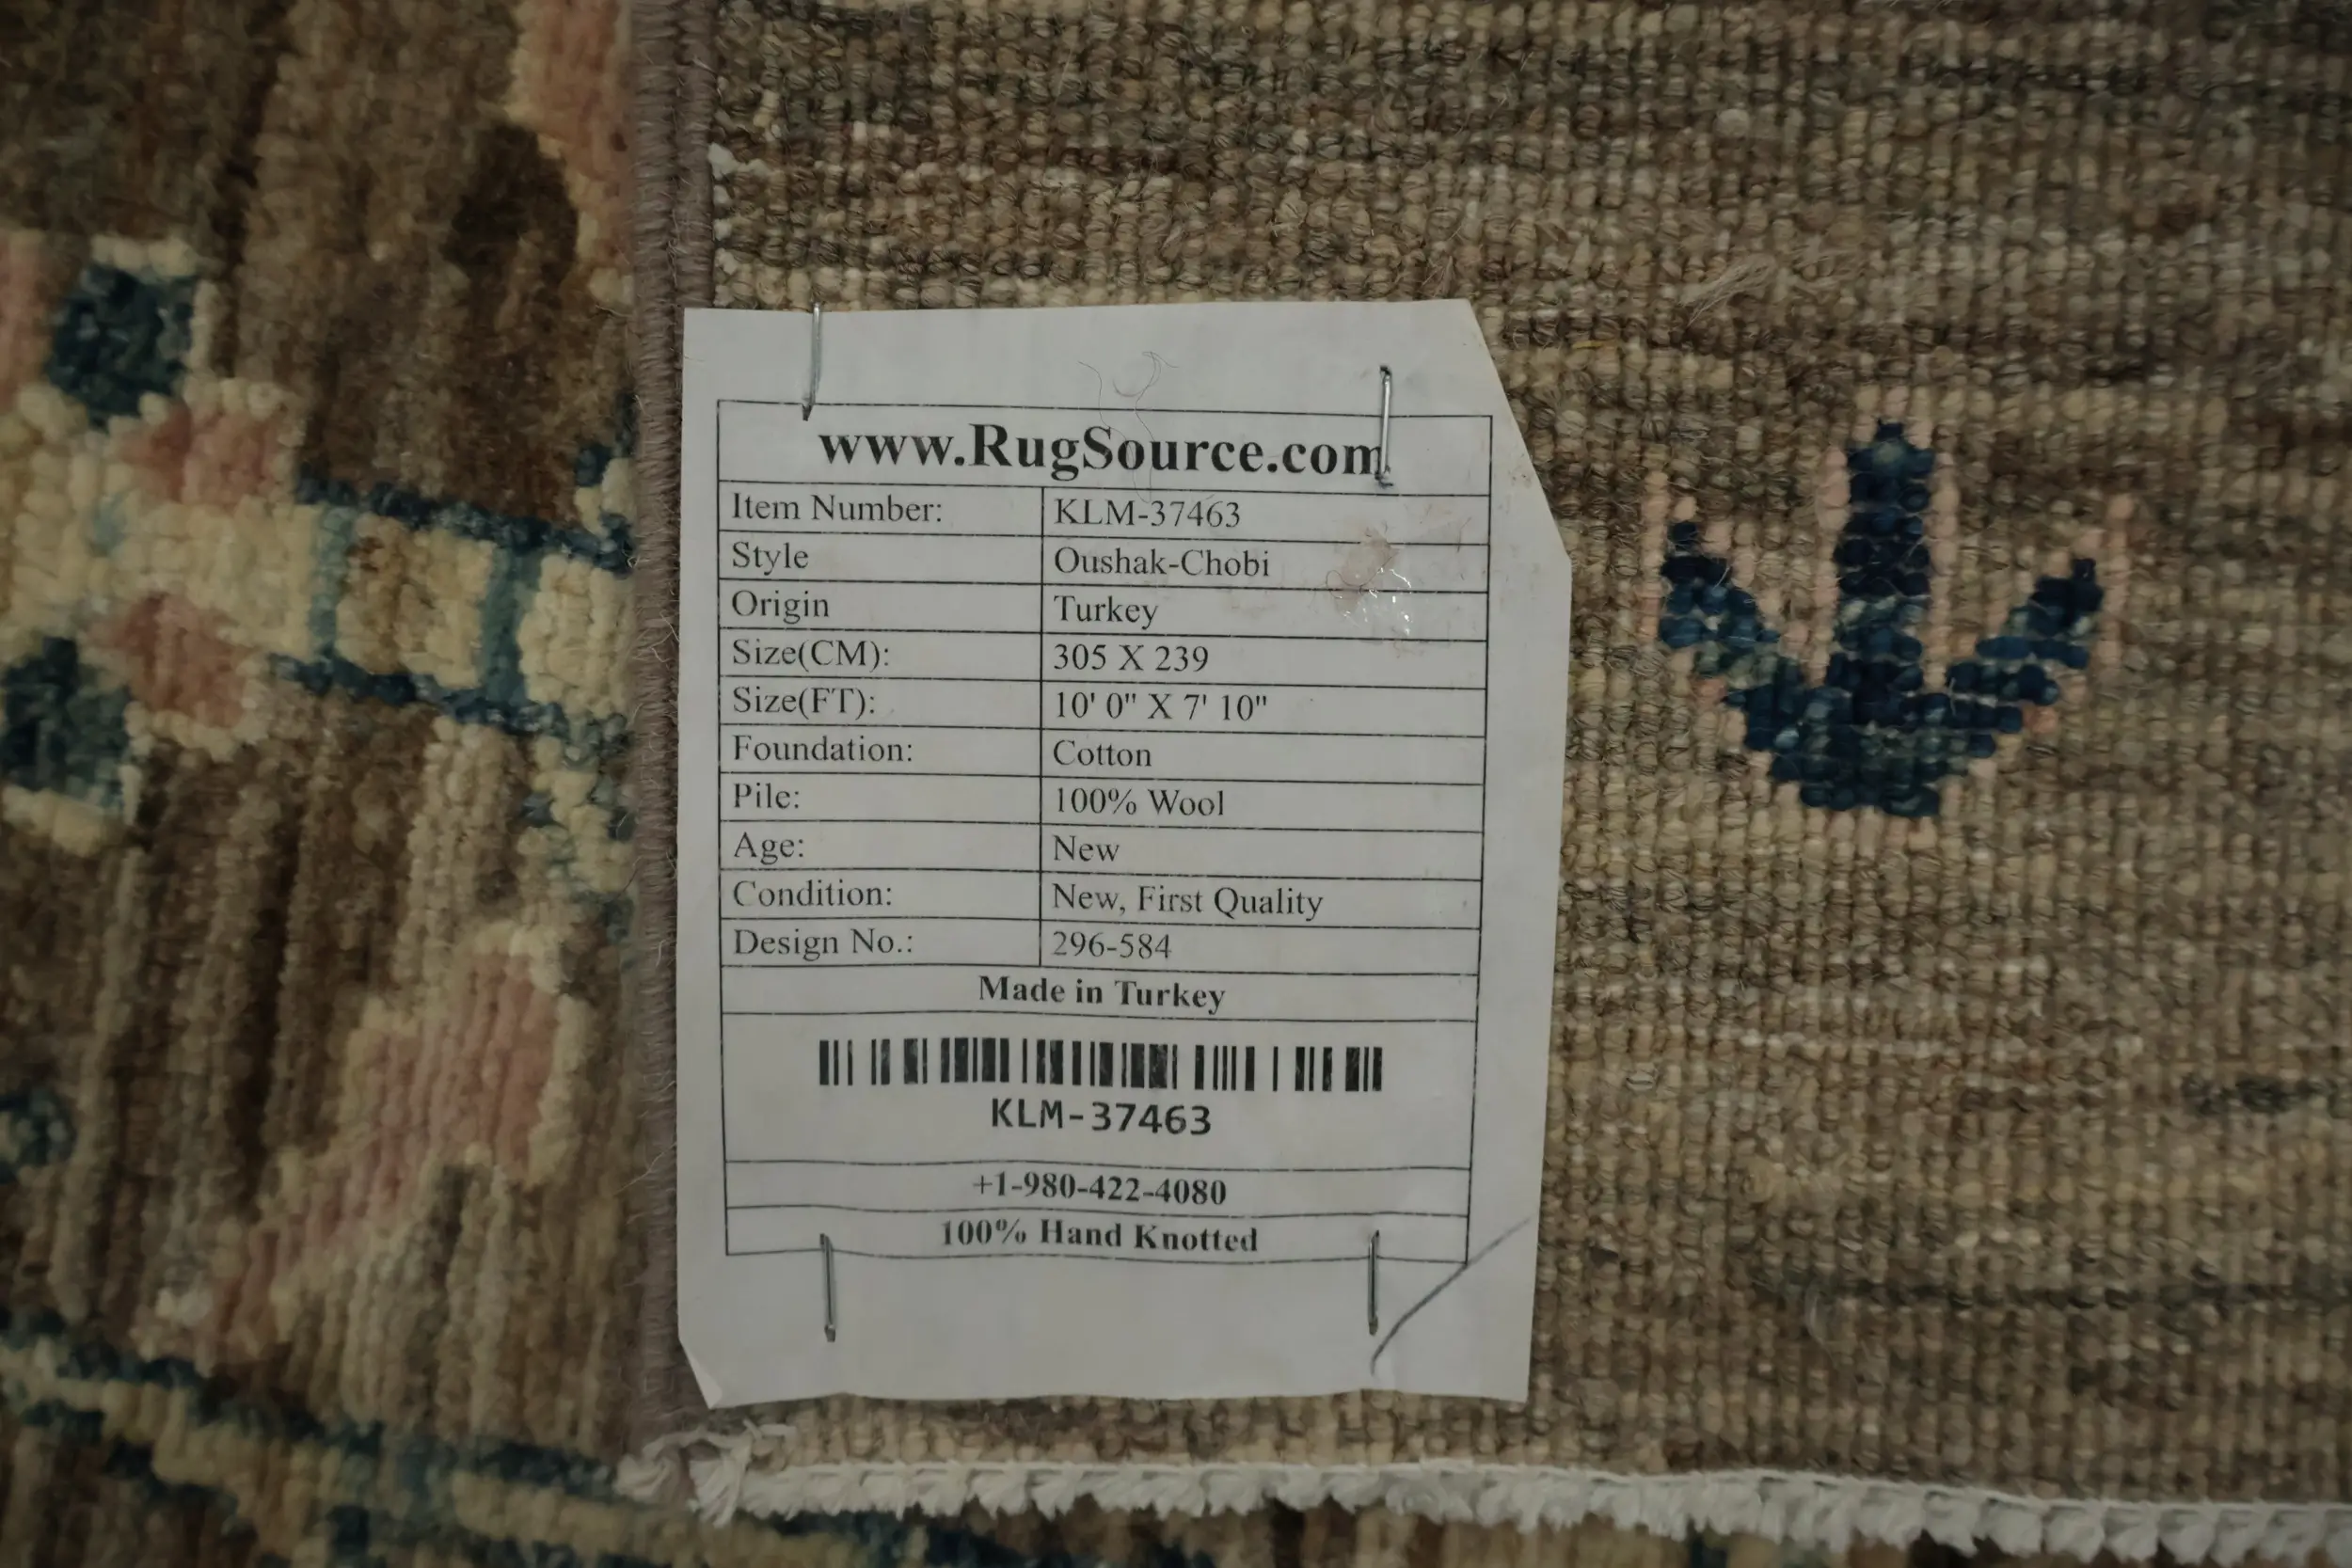 www.RugSource.com
Item Number: KLM-37463
Style Oushak-Chobi
Origin Turkey
Size(CM): 305 X 239
Size(FT): 10' 0" X 7' 10"
Foundation: Cotton
Pile: 100% Wool
Age: New
Condition: New, First Quality
Design No.: 296-584
Made in Turkey
KLM-37463
+1-980-422-4080
100% Hand Knotted